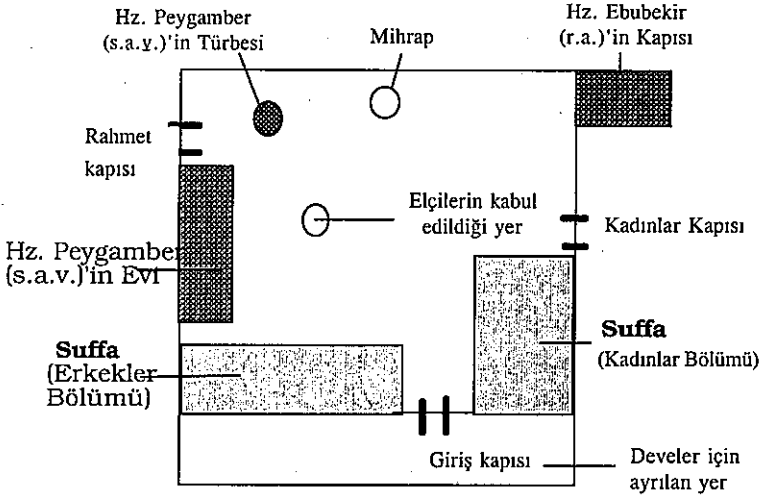 Hz. Peygamber
(s.a.v.)'in Türbesi
Mihrap
Hz. Ebubekir
(r.a.)'in Kapısı
Rahmet
kapısı
Elçilerin kabul
edildiği yer
Kadınlar Kapısı
Hz. Peygamber
(s.a.v.)'in Evi
Suffa
(Erkekler
Bölümü)
Suffa
(Kadınlar Bölümü)
Giriş kapısı
Develer için
ayrılan yer